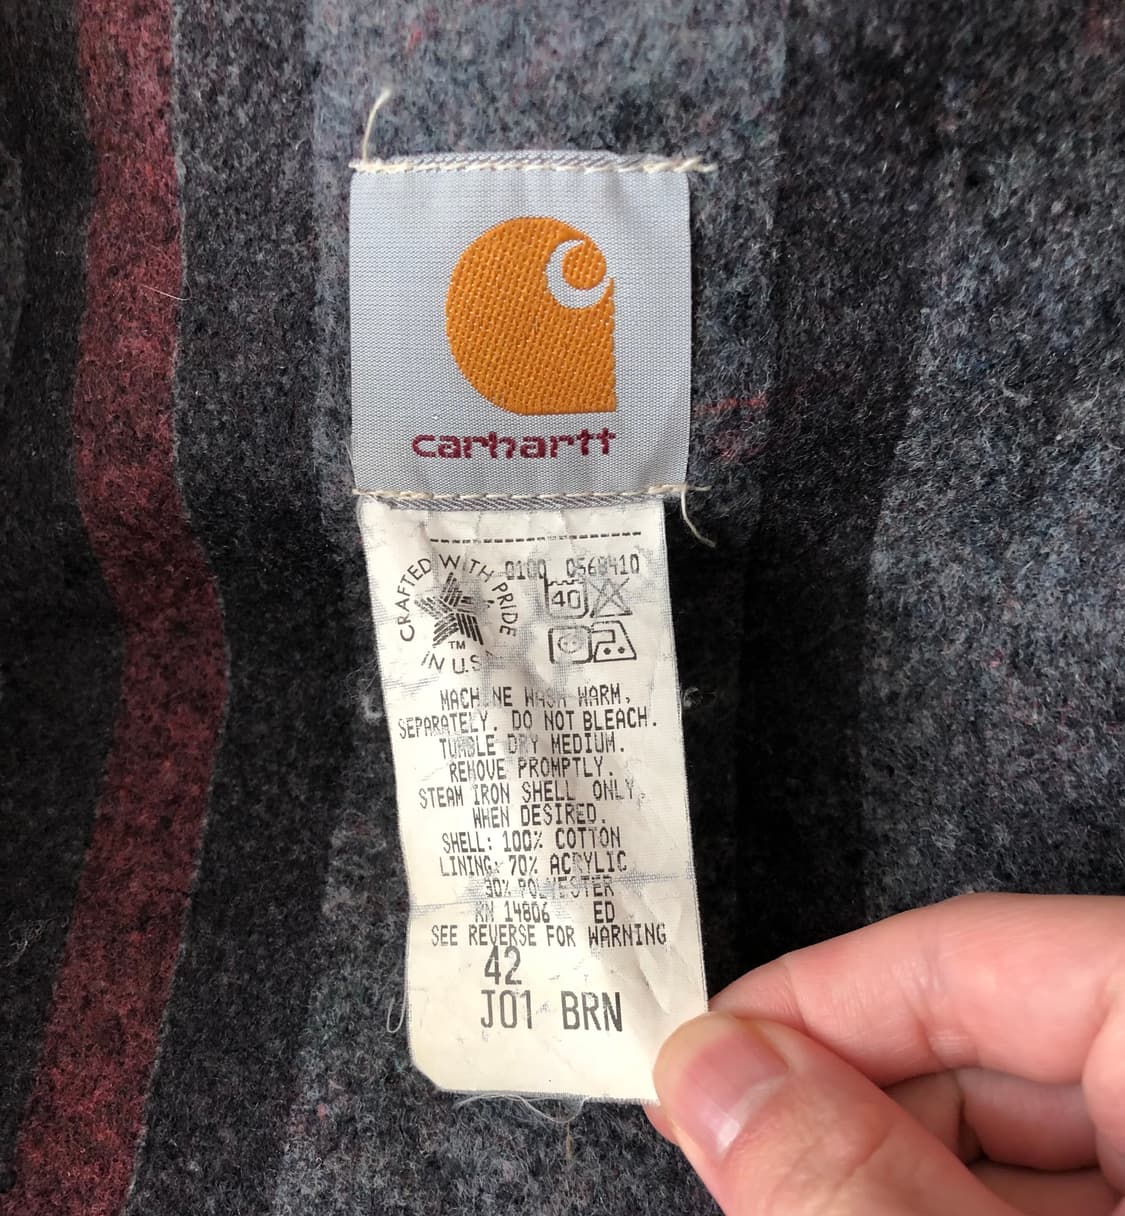 carhartt
CRAFTED WITH PRIDE
IN U.S.
TM
0100 0568410
40
MACHINE WASH WARM,
SEPARATELY. DO NOT BLEACH.
TUMBLE DRY MEDIUM.
REMOVE PROMPTLY.
STEAM IRON SHELL ONLY,
WHEN DESIRED.
SHELL: 100% COTTON
LINING: 70% ACRYLIC
30% POLYESTER
RN 14806 ED
SEE REVERSE FOR WARNING
42
J01 BRN